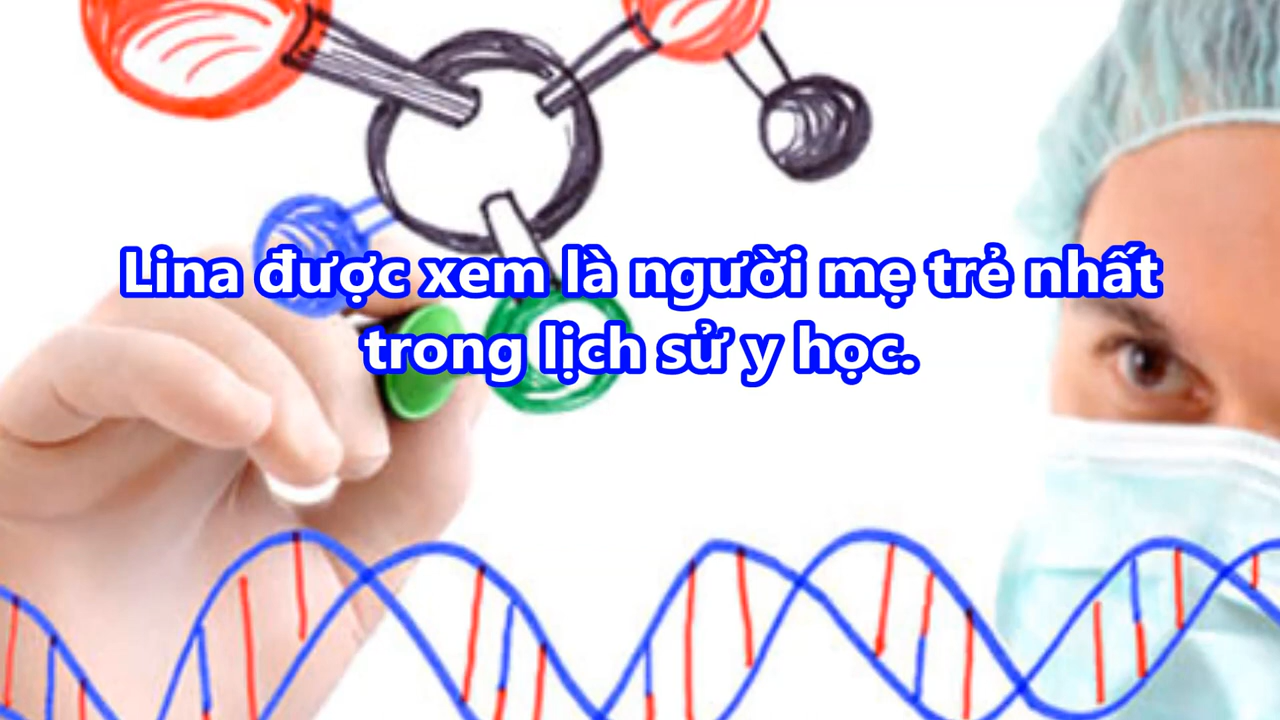 Lina được xem là người mẹ trẻ nhất
trong lịch sử y học.